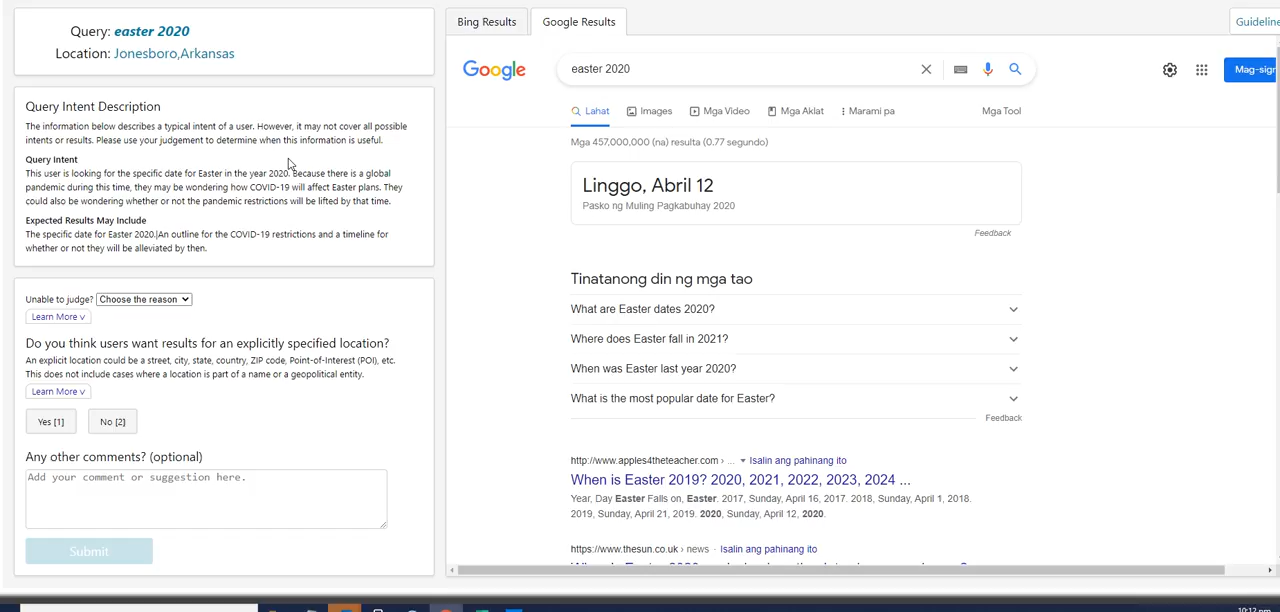 Query: easter 2020
Location: Jonesboro,Arkansas
Query Intent Description
The information below describes a typical intent of a user. However, it may not cover all possible
intents or results. Please use your judgement to determine when this information is useful.
Query Intent
This user is looking for the specific date for Easter in the year 2020. Because there is a global
pandemic during this time, they may be wondering how COVID-19 will affect Easter plans. They
could also be wondering whether or not the pandemic restrictions will be lifted by that time.
Expected Results May Include
The specific date for Easter 2020.|An outline for the COVID-19 restrictions and a timeline for
whether or not they will be alleviated by then.
Unable to judge? Choose the reason
Learn More v
Do you think users want results for an explicitly specified location?
An explicit location could be a street, city, state, country, ZIP code, Point-of-Interest (POI), etc.
This does not include cases where a location is part of a name or a geopolitical entity.
Learn More v
Yes [1] No [2]
Any other comments? (optional)
Add your comment or suggestion here.
Submit
Bing Results Google Results
Guideline
Google easter 2020 Mag-sign
Lahat Images Mga Video Mga Aklat Marami pa Mga Tool
Mga 457,000,000 (na) resulta (0.77 segundo)
Linggo, Abril 12
Pasko ng Muling Pagkabuhay 2020
Feedback
Tinatanong din ng mga tao
What are Easter dates 2020?
Where does Easter fall in 2021?
When was Easter last year 2020?
What is the most popular date for Easter?
Feedback
http://www.apples4theteacher.com › ... Isalin ang pahinang ito
When is Easter 2019? 2020, 2021, 2022, 2023, 2024 ...
Year, Day Easter Falls on, Easter. 2017, Sunday, April 16, 2017. 2018, Sunday, April 1, 2018.
2019, Sunday, April 21, 2019. 2020, Sunday, April 12, 2020.
https://www.thesun.co.uk › news · Isalin ang pahinang ito
10:12 pm